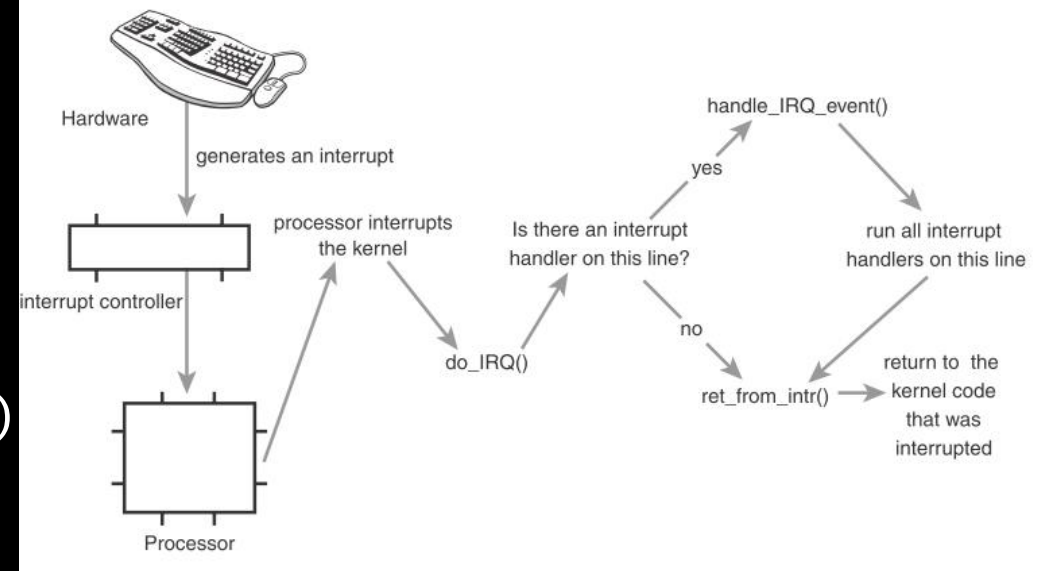 Hardware
generates an interrupt
interrupt controller
Processor
processor interrupts
the kernel
do_IRQ()
Is there an interrupt
handler on this line?
yes
no
handle_IRQ_event()
run all interrupt
handlers on this line
ret_from_intr()
return to the
kernel code
that was
interrupted